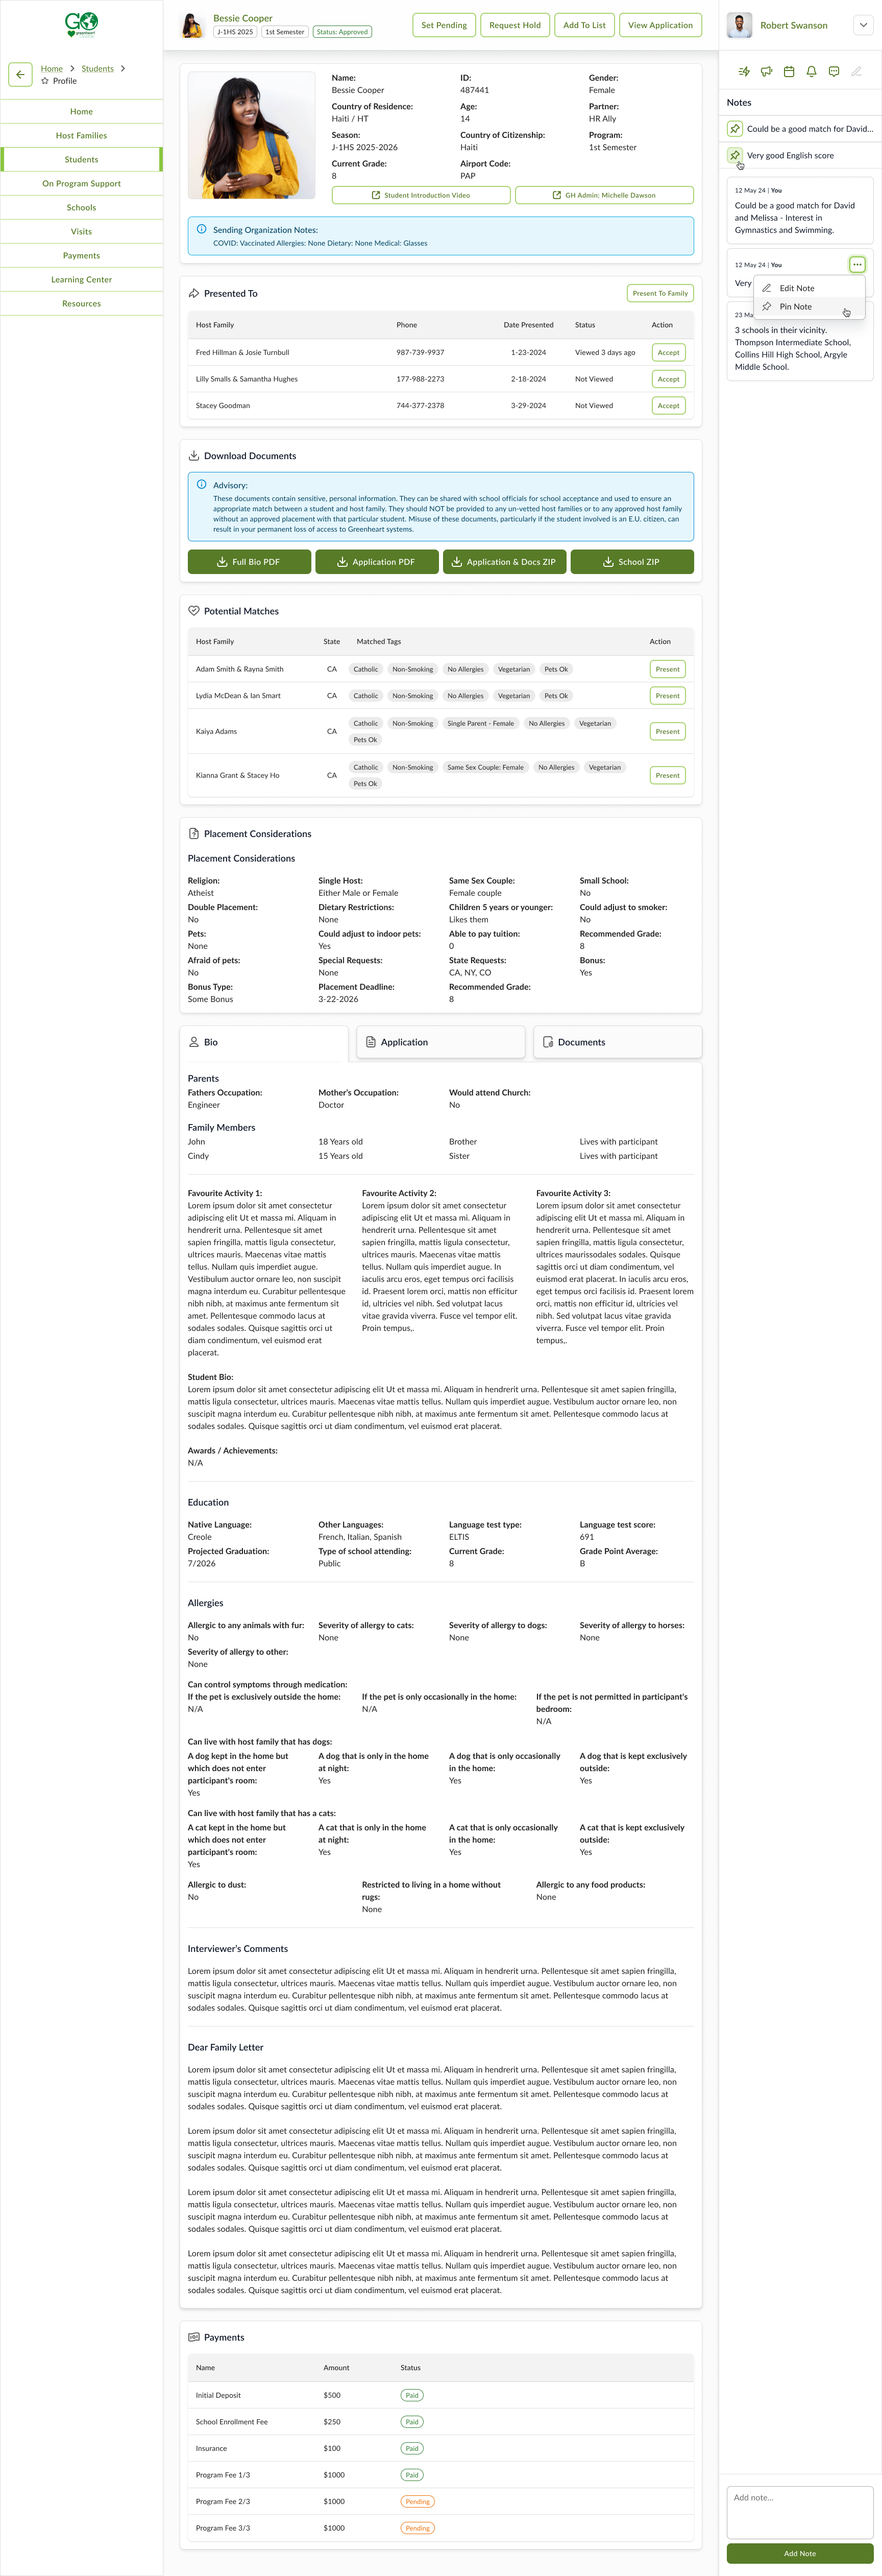 GO
greenheart
Home > Students >
Profile
Home
Host Families
Students
On Program Support
Schools
Visits
Payments
Learning Center
Resources
Bessie Cooper
J-1HS 2025
1st Semester
Status: Approved
Set Pending
Request Hold
Add To List
View Application
Name:
Bessie Cooper
ID:
487441
Gender:
Female
Country of Residence:
Haiti / HT
Age:
14
Partner:
HR Ally
Season:
J-1HS 2025-2026
Country of Citizenship:
Haiti
Program:
1st Semester
Current Grade:
8
Airport Code:
PAP
Student Introduction Video
GH Admin: Michelle Dawson
Sending Organization Notes:
COVID: Vaccinated Allergies: None Dietary: None Medical: Glasses
Presented To
Present To Family
Host Family Phone Date Presented Status Action
Fred Hillman & Josie Turnbull 987-739-9937 1-23-2024 Viewed 3 days ago Accept
Lilly Smalls & Samantha Hughes 177-988-2273 2-18-2024 Not Viewed Accept
Stacey Goodman 744-377-2378 3-29-2024 Not Viewed Accept
Download Documents
Advisory:
These documents contain sensitive, personal information. They can be shared with school officials for school acceptance and used to ensure an
appropriate match between a student and host family. They should NOT be provided to any un-vetted host families or to any approved host family
without an approved placement with that particular student. Misuse of these documents, particularly if the student involved is an E.U. citizen, can
result in your permanent loss of access to Greenheart systems.
Full Bio PDF
Application PDF
Application & Docs ZIP
School ZIP
Potential Matches
Host Family State Matched Tags Action
Adam Smith & Rayna Smith CA Catholic Non-Smoking No Allergies Vegetarian Pets Ok Present
Lydia McDean & Ian Smart CA Catholic Non-Smoking No Allergies Vegetarian Pets Ok Present
Kaiya Adams CA Catholic Non-Smoking Single Parent - Female No Allergies Vegetarian
Pets Ok
Present
Kianna Grant & Stacey Ho CA Catholic Non-Smoking Same Sex Couple: Female No Allergies Vegetarian
Pets Ok
Present
Placement Considerations
Placement Considerations
Religion: Single Host: Same Sex Couple: Small School:
Atheist Either Male or Female Female couple No
Double Placement: Dietary Restrictions: Children 5 years or younger: Could adjust to smoker:
No None Likes them No
Pets: Could adjust to indoor pets: Able to pay tuition: Recommended Grade:
None Yes 0 8
Afraid of pets: Special Requests: State Requests: Bonus:
No None CA, NY, CO Yes
Bonus Type: Placement Deadline: Recommended Grade:
Some Bonus 3-22-2026 8
Bio
Application
Documents
Parents
Fathers Occupation: Mother's Occupation: Would attend Church:
Engineer Doctor No
Family Members
John 18 Years old Brother Lives with participant
Cindy 15 Years old Sister Lives with participant
Favourite Activity 1:
Lorem ipsum dolor sit amet consectetur
adipiscing elit Ut et massa mi. Aliquam in
hendrerit urna. Pellentesque sit amet
sapien fringilla, mattis ligula consectetur,
ultrices mauris. Maecenas vitae mattis
tellus. Nullam quis imperdiet augue.
Vestibulum auctor ornare leo, non suscipit
magna interdum eu. Curabitur pellentesque
nibh nibh, at maximus ante fermentum sit
amet. Pellentesque commodo lacus at
sodales sodales. Quisque sagittis orci ut
diam condimentum, vel euismod erat
placerat.
Favourite Activity 2:
Lorem ipsum dolor sit amet consectetur
adipiscing elit Ut et massa mi. Aliquam in
hendrerit urna. Pellentesque sit amet
sapien fringilla, mattis ligula consectetur,
ultrices mauris. Maecenas vitae mattis
tellus. Nullam quis imperdiet augue. In
iaculis arcu eros, eget tempus orci facilisis
id. Praesent lorem orci, mattis non efficitur
id, ultricies vel nibh. Sed volutpat lacus
vitae gravida viverra. Fusce vel tempor elit.
Proin tempus,.
Favourite Activity 3:
Lorem ipsum dolor sit amet consectetur
adipiscing elit Ut et massa mi. Aliquam in
hendrerit urna. Pellentesque sit amet
sapien fringilla, mattis ligula consectetur,
ultrices maurissodales sodales. Quisque
sagittis orci ut diam condimentum, vel
euismod erat placerat. In iaculis arcu eros,
eget tempus orci facilisis id. Praesent lorem
orci, mattis non efficitur id, ultricies vel
nibh. Sed volutpat lacus vitae gravida
viverra. Fusce vel tempor elit. Proin
tempus,.
Student Bio:
Lorem ipsum dolor sit amet consectetur adipiscing elit Ut et massa mi. Aliquam in hendrerit urna. Pellentesque sit amet sapien fringilla,
mattis ligula consectetur, ultrices mauris. Maecenas vitae mattis tellus. Nullam quis imperdiet augue. Vestibulum auctor ornare leo, non
suscipit magna interdum eu. Curabitur pellentesque nibh nibh, at maximus ante fermentum sit amet. Pellentesque commodo lacus at
sodales sodales. Quisque sagittis orci ut diam condimentum, vel euismod erat placerat.
Awards / Achievements:
N/A
Education
Native Language: Other Languages: Language test type: Language test score:
Creole French, Italian, Spanish ELTIS 691
Projected Graduation: Type of school attending: Current Grade: Grade Point Average:
7/2026 Public 8 B
Allergies
Allergic to any animals with fur: Severity of allergy to cats: Severity of allergy to dogs: Severity of allergy to horses:
No None None None
Severity of allergy to other:
None
Can control symptoms through medication:
If the pet is exclusively outside the home:
N/A
If the pet is only occasionally in the home:
N/A
If the pet is not permitted in participant's
bedroom:
N/A
Can live with host family that has dogs:
A dog kept in the home but
which does not enter
participant's room:
Yes
A dog that is only in the home
at night:
Yes
A dog that is only occasionally
in the home:
Yes
A dog that is kept exclusively
outside:
Yes
Can live with host family that has a cats:
A cat kept in the home but
which does not enter
participant's room:
Yes
A cat that is only in the home
at night:
Yes
A cat that is only occasionally
in the home:
Yes
A cat that is kept exclusively
outside:
Yes
Allergic to dust:
No
Restricted to living in a home without
rugs:
None
Allergic to any food products:
None
Interviewer's Comments
Lorem ipsum dolor sit amet consectetur adipiscing elit Ut et massa mi. Aliquam in hendrerit urna. Pellentesque sit amet sapien fringilla,
mattis ligula consectetur, ultrices mauris. Maecenas vitae mattis tellus. Nullam quis imperdiet augue. Vestibulum auctor ornare leo, non
suscipit magna interdum eu. Curabitur pellentesque nibh nibh, at maximus ante fermentum sit amet. Pellentesque commodo lacus at
sodales sodales. Quisque sagittis orci ut diam condimentum, vel euismod erat placerat.
Dear Family Letter
Lorem ipsum dolor sit amet consectetur adipiscing elit Ut et massa mi. Aliquam in hendrerit urna. Pellentesque sit amet sapien fringilla,
mattis ligula consectetur, ultrices mauris. Maecenas vitae mattis tellus. Nullam quis imperdiet augue. Vestibulum auctor ornare leo, non
suscipit magna interdum eu. Curabitur pellentesque nibh nibh, at maximus ante fermentum sit amet. Pellentesque commodo lacus at
sodales sodales. Quisque sagittis orci ut diam condimentum, vel euismod erat placerat.
Lorem ipsum dolor sit amet consectetur adipiscing elit Ut et massa mi. Aliquam in hendrerit urna. Pellentesque sit amet sapien fringilla,
mattis ligula consectetur, ultrices mauris. Maecenas vitae mattis tellus. Nullam quis imperdiet augue. Vestibulum auctor ornare leo, non
suscipit magna interdum eu. Curabitur pellentesque nibh nibh, at maximus ante fermentum sit amet. Pellentesque commodo lacus at
sodales sodales. Quisque sagittis orci ut diam condimentum, vel euismod erat placerat.
Lorem ipsum dolor sit amet consectetur adipiscing elit Ut et massa mi. Aliquam in hendrerit urna. Pellentesque sit amet sapien fringilla,
mattis ligula consectetur, ultrices mauris. Maecenas vitae mattis tellus. Nullam quis imperdiet augue. Vestibulum auctor ornare leo, non
suscipit magna interdum eu. Curabitur pellentesque nibh nibh, at maximus ante fermentum sit amet. Pellentesque commodo lacus at
sodales sodales. Quisque sagittis orci ut diam condimentum, vel euismod erat placerat.
Lorem ipsum dolor sit amet consectetur adipiscing elit Ut et massa mi. Aliquam in hendrerit urna. Pellentesque sit amet sapien fringilla,
mattis ligula consectetur, ultrices mauris. Maecenas vitae mattis tellus. Nullam quis imperdiet augue. Vestibulum auctor ornare leo, non
suscipit magna interdum eu. Curabitur pellentesque nibh nibh, at maximus ante fermentum sit amet. Pellentesque commodo lacus at
sodales sodales. Quisque sagittis orci ut diam condimentum, vel euismod erat placerat.
Payments
Name Amount Status
Initial Deposit $500 Paid
School Enrollment Fee $250 Paid
Insurance $100 Paid
Program Fee 1/3 $1000 Paid
Program Fee 2/3 $1000 Pending
Program Fee 3/3 $1000 Pending
Robert Swanson
Notes
Could be a good match for David...
Very good English score
12 May 24 | You
Could be a good match for David
and Melissa - Interest in
Gymnastics and Swimming.
12 May 24 | You
Very
Edit Note
Pin Note
23 Ma
3 schools in their vicinity.
Thompson Intermediate School,
Collins Hill High School, Argyle
Middle School.
Add note...
Add Note